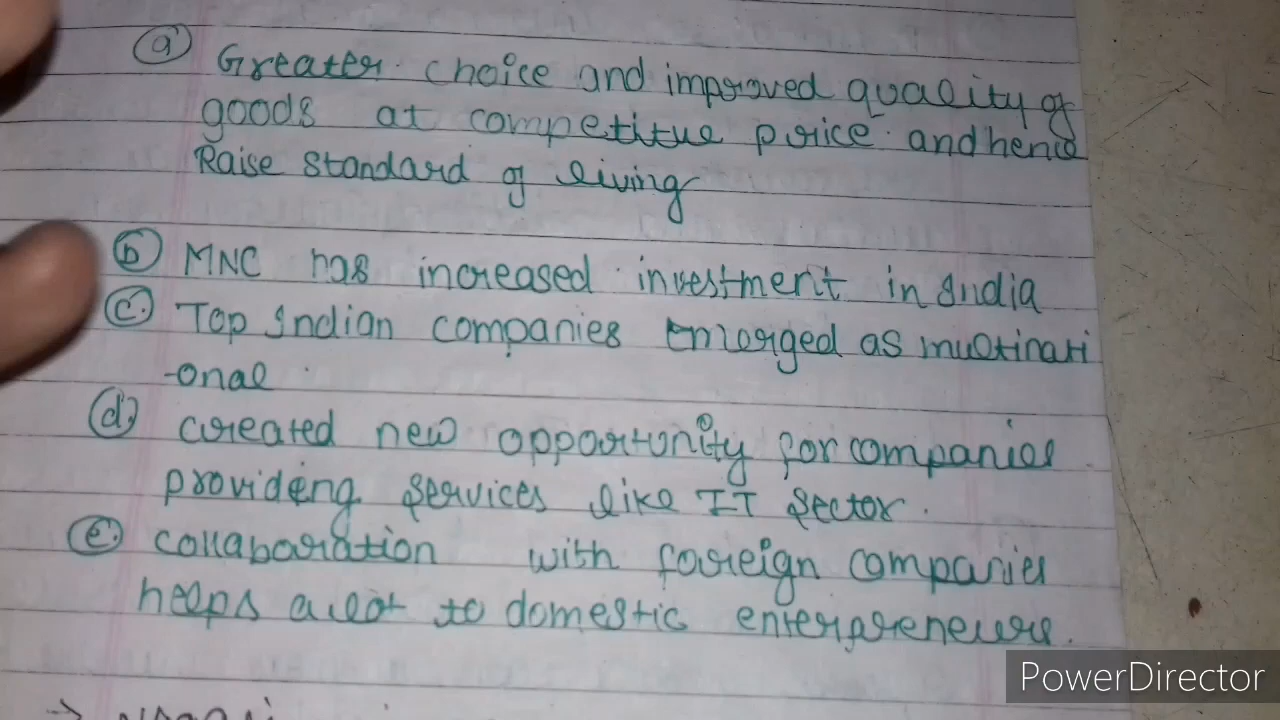 a) Greater choice and improved quality of
goods at competitue price and hence
Raise standard of living
b) MNC has increased investment in India
c) Top Indian companies Emerged as multinati
-onal
d) created new opportunity for companies
providing services like IT sector.
e) collabaration with foreign companies
helps a lot to domestic enterpreneurs.
PowerDirector